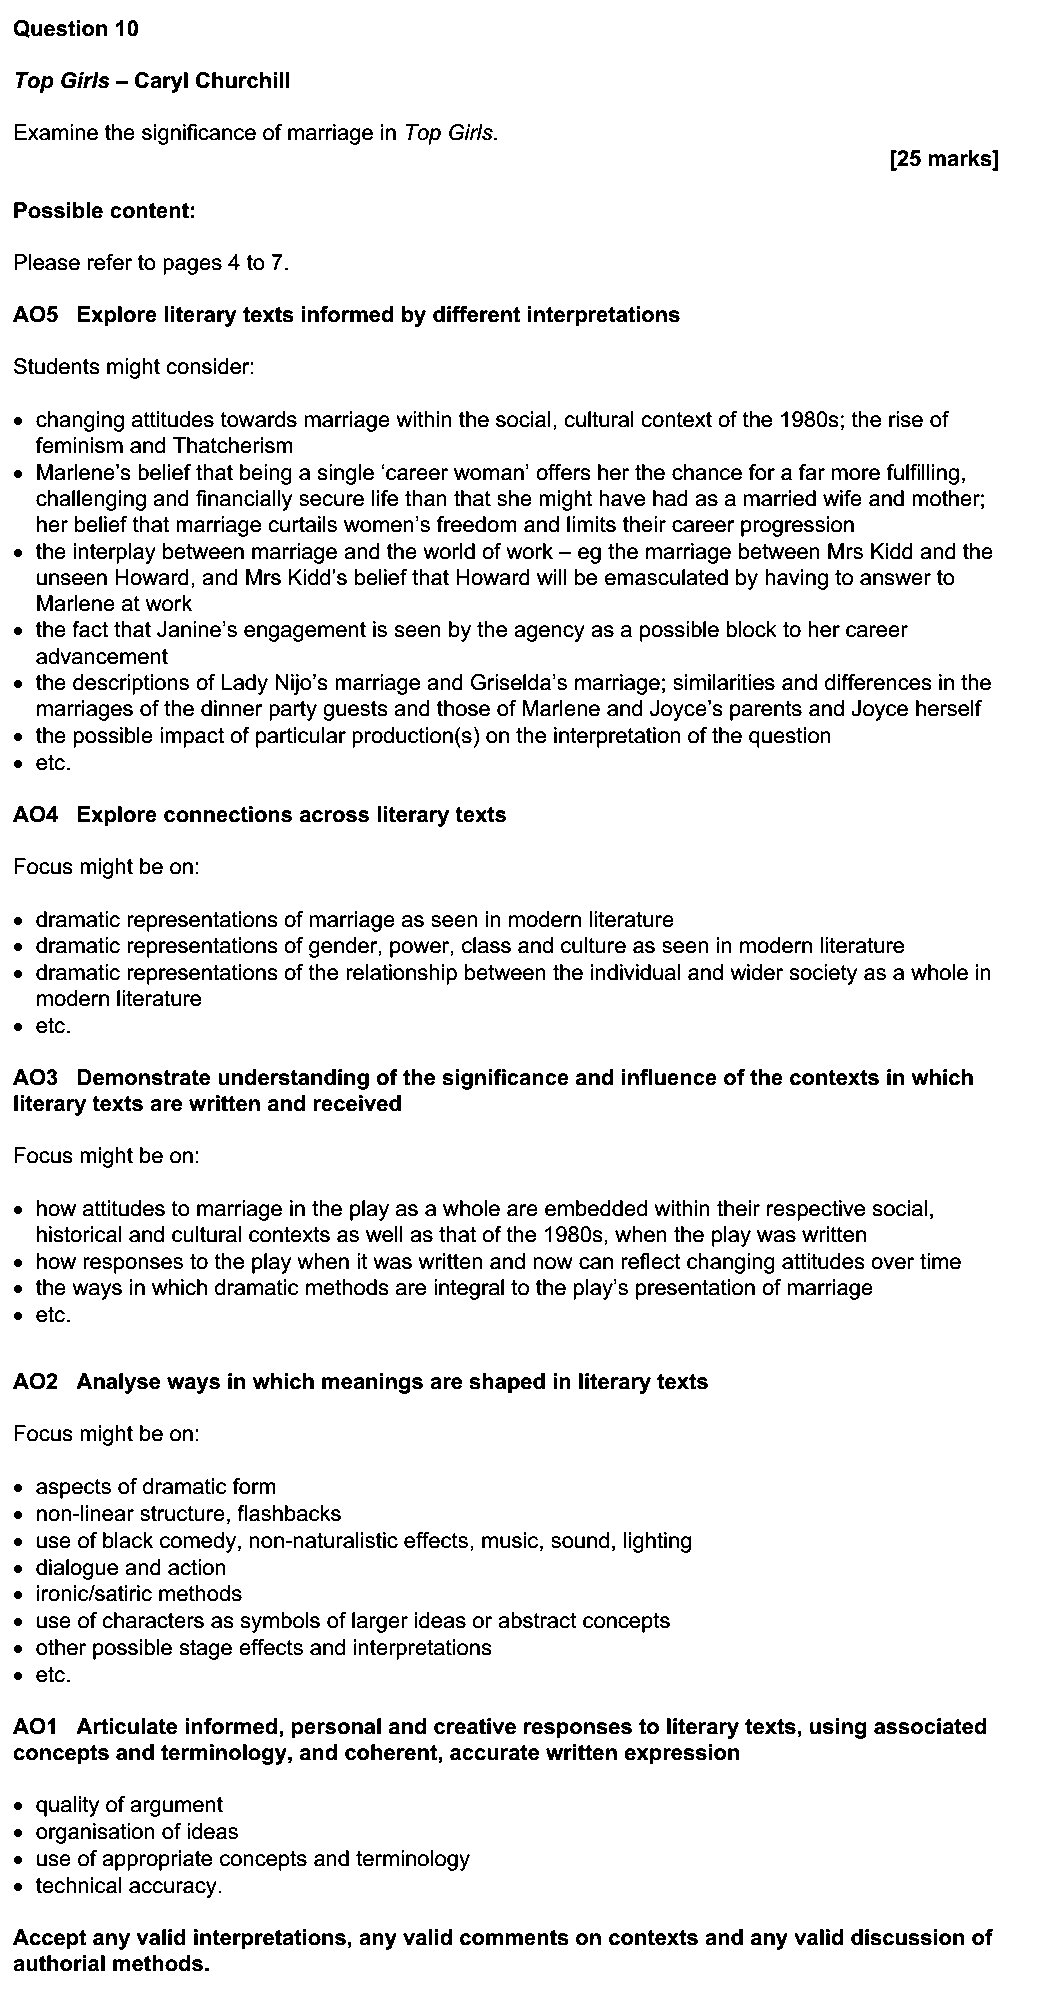 Question 10
Top Girls – Caryl Churchill
Examine the significance of marriage in Top Girls.
[25 marks]
Possible content:
Please refer to pages 4 to 7.
AO5 Explore literary texts informed by different interpretations
Students might consider:
• changing attitudes towards marriage within the social, cultural context of the 1980s; the rise of
feminism and Thatcherism
• Marlene's belief that being a single 'career woman' offers her the chance for a far more fulfilling,
challenging and financially secure life than that she might have had as a married wife and mother;
her belief that marriage curtails women's freedom and limits their career progression
• the interplay between marriage and the world of work – eg the marriage between Mrs Kidd and the
unseen Howard, and Mrs Kidd's belief that Howard will be emasculated by having to answer to
Marlene at work
• the fact that Janine's engagement is seen by the agency as a possible block to her career
advancement
• the descriptions of Lady Nijo's marriage and Griselda's marriage; similarities and differences in the
marriages of the dinner party guests and those of Marlene and Joyce's parents and Joyce herself
• the possible impact of particular production(s) on the interpretation of the question
• etc.
AO4 Explore connections across literary texts
Focus might be on:
• dramatic representations of marriage as seen in modern literature
• dramatic representations of gender, power, class and culture as seen in modern literature
• dramatic representations of the relationship between the individual and wider society as a whole in
modern literature
• etc.
AO3 Demonstrate understanding of the significance and influence of the contexts in which
literary texts are written and received
Focus might be on:
• how attitudes to marriage in the play as a whole are embedded within their respective social,
historical and cultural contexts as well as that of the 1980s, when the play was written
• how responses to the play when it was written and now can reflect changing attitudes over time
• the ways in which dramatic methods are integral to the play's presentation of marriage
• etc.
AO2 Analyse ways in which meanings are shaped in literary texts
Focus might be on:
• aspects of dramatic form
• non-linear structure, flashbacks
• use of black comedy, non-naturalistic effects, music, sound, lighting
• dialogue and action
• ironic/satiric methods
• use of characters as symbols of larger ideas or abstract concepts
• other possible stage effects and interpretations
• etc.
AO1 Articulate informed, personal and creative responses to literary texts, using associated
concepts and terminology, and coherent, accurate written expression
• quality of argument
• organisation of ideas
• use of appropriate concepts and terminology
• technical accuracy.
Accept any valid interpretations, any valid comments on contexts and any valid discussion of
authorial methods.